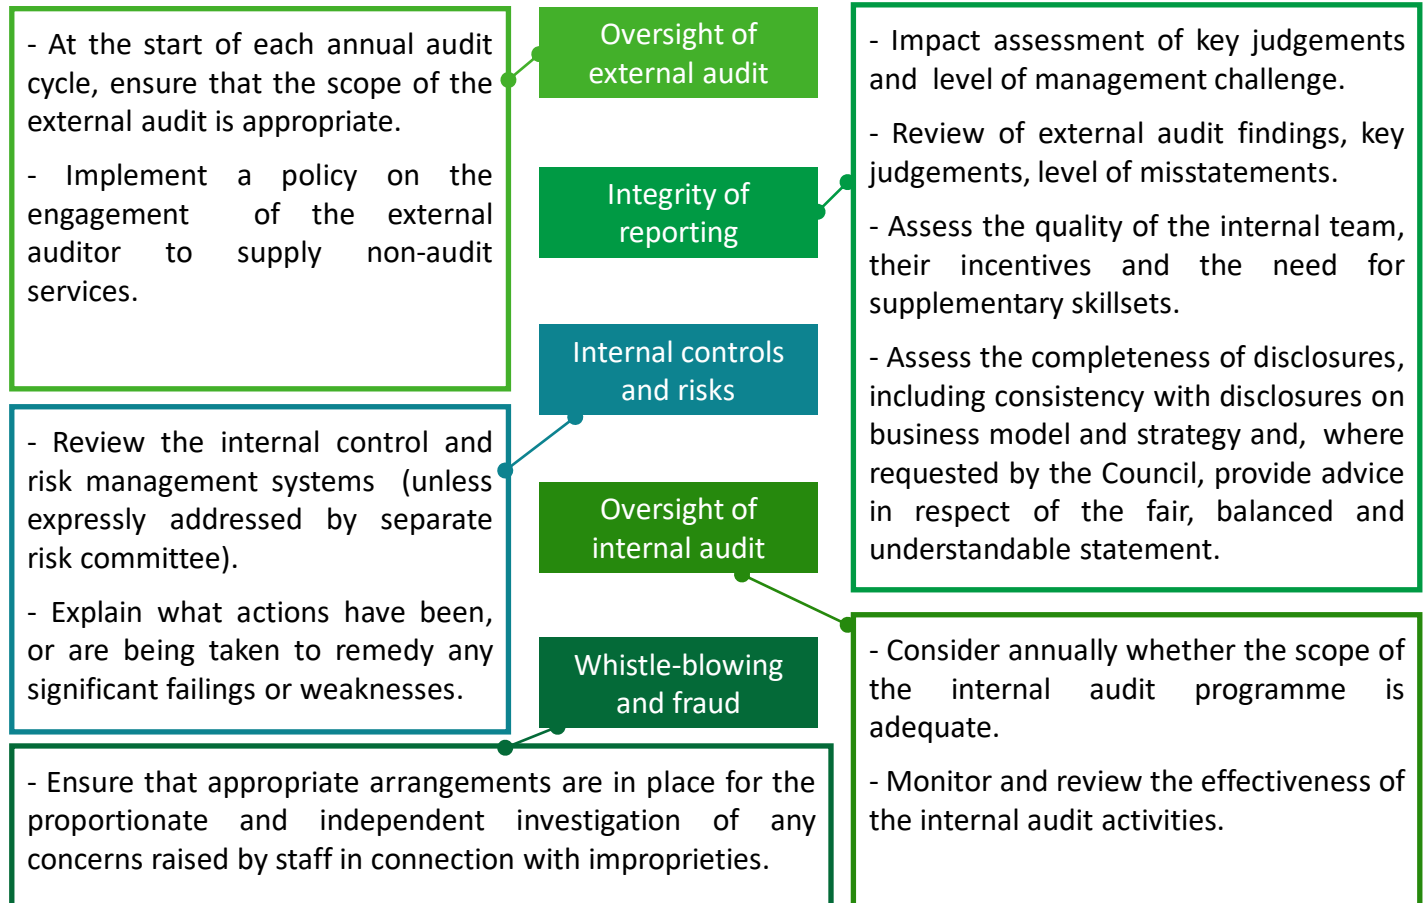 Oversight of
external audit
- At the start of each annual audit
cycle, ensure that the scope of the
external audit is appropriate.
- Implement a policy on the
engagement of the external
auditor to supply non-audit
services.
Integrity of
reporting
- Impact assessment of key judgements
and level of management challenge.
- Review of external audit findings, key
judgements, level of misstatements.
- Assess the quality of the internal team,
their incentives and the need for
supplementary skillsets.
- Assess the completeness of disclosures,
including consistency with disclosures on
business model and strategy and, where
requested by the Council, provide advice
in respect of the fair, balanced and
understandable statement.
Internal controls
and risks
- Review the internal control and
risk management systems (unless
expressly addressed by separate
risk committee).
- Explain what actions have been,
or are being taken to remedy any
significant failings or weaknesses.
Oversight of
internal audit
- Consider annually whether the scope of
the internal audit programme is
adequate.
- Monitor and review the effectiveness of
the internal audit activities.
Whistle-blowing
and fraud
- Ensure that appropriate arrangements are in place for the
proportionate and independent investigation of any
concerns raised by staff in connection with improprieties.